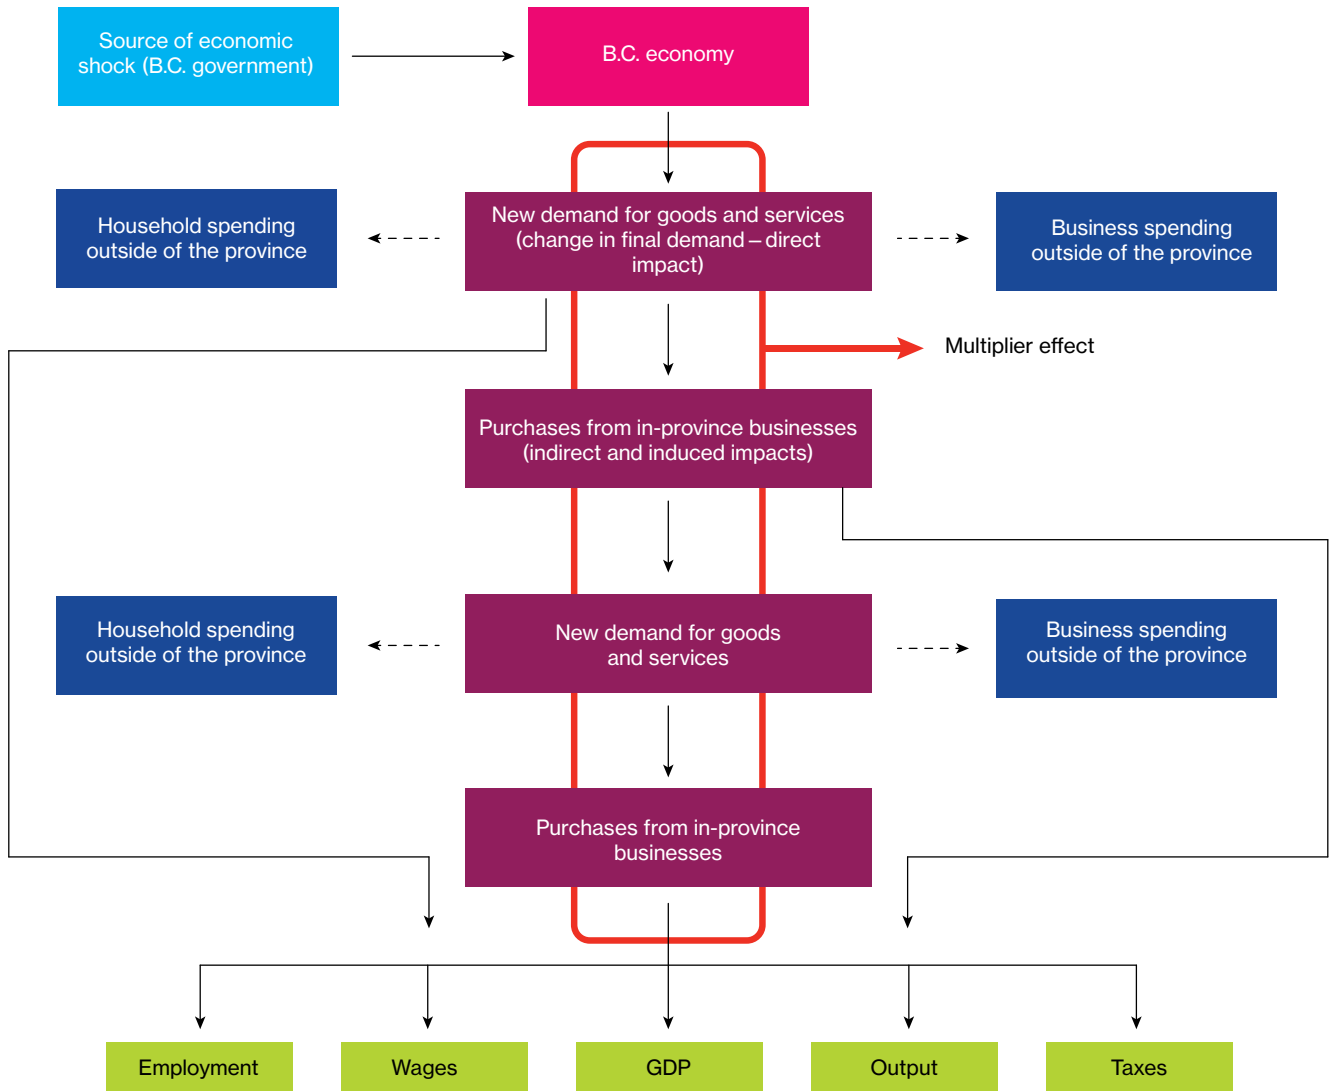 Source of economic
shock (B.C. government)
B.C. economy
Household spending
outside of the province
New demand for goods and services
(change in final demand – direct
impact)
Business spending
outside of the province
Multiplier effect
Purchases from in-province businesses
(indirect and induced impacts)
Household spending
outside of the province
New demand for goods
and services
Business spending
outside of the province
Purchases from in-province
businesses
Employment
Wages
GDP
Output
Taxes